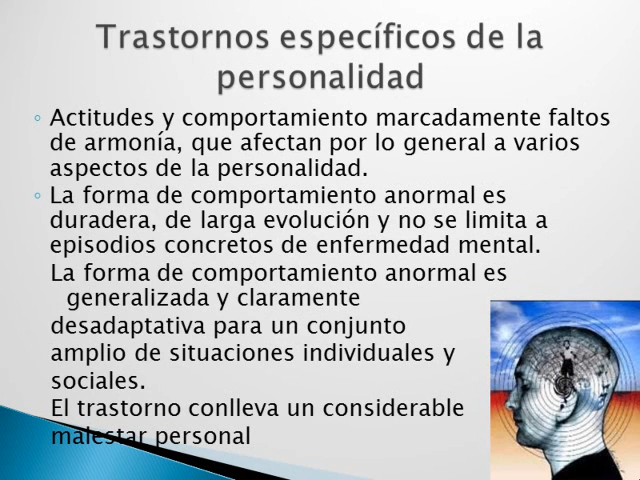 Trastornos específicos de la
personalidad
◦ Actitudes y comportamiento marcadamente faltos
de armonía, que afectan por lo general a varios
aspectos de la personalidad.
◦ La forma de comportamiento anormal es
duradera, de larga evolución y no se limita a
episodios concretos de enfermedad mental.
La forma de comportamiento anormal es
generalizada y claramente
desadaptativa para un conjunto
amplio de situaciones individuales y
sociales.
El trastorno conlleva un considerable
malestar personal